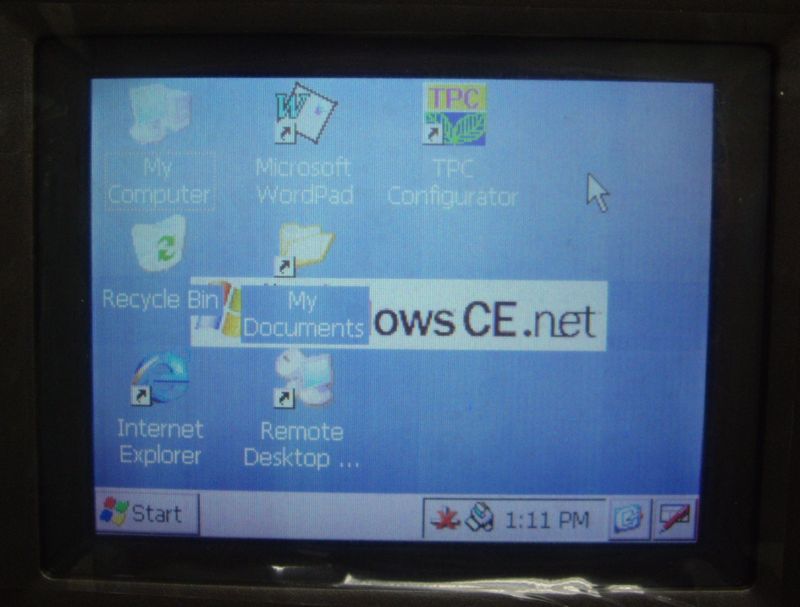 TPC
My
Computer
Microsoft
WordPad
TPC
Configurator
Recycle Bin
My
Documents
ows CE.net
Internet
Explorer
Remote
Desktop ...
Start
1:11 PM